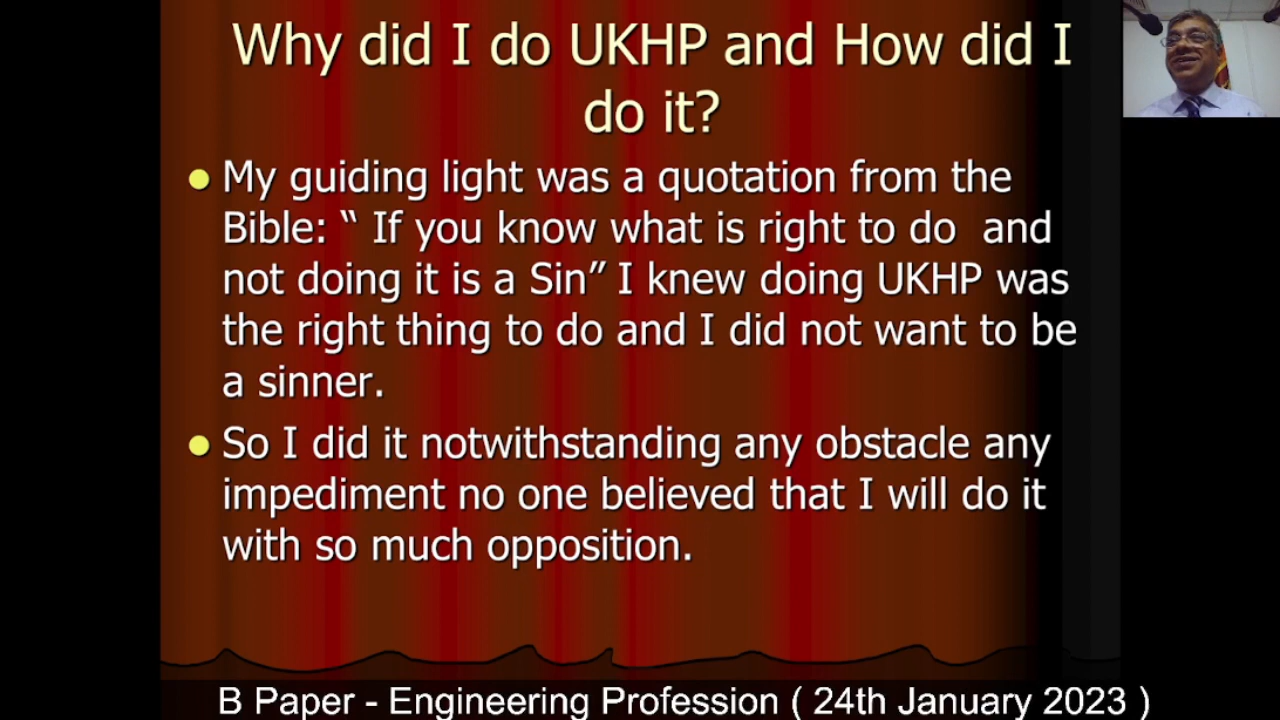 Why did I do UKHP and How did I
do it?
My guiding light was a quotation from the
Bible: “ If you know what is right to do  and
not doing it is a Sin” I knew doing UKHP was
the right thing to do and I did not want to be
a sinner.
So I did it notwithstanding any obstacle any
impediment no one believed that I will do it
with so much opposition.
B Paper - Engineering Profession ( 24th January 2023 )